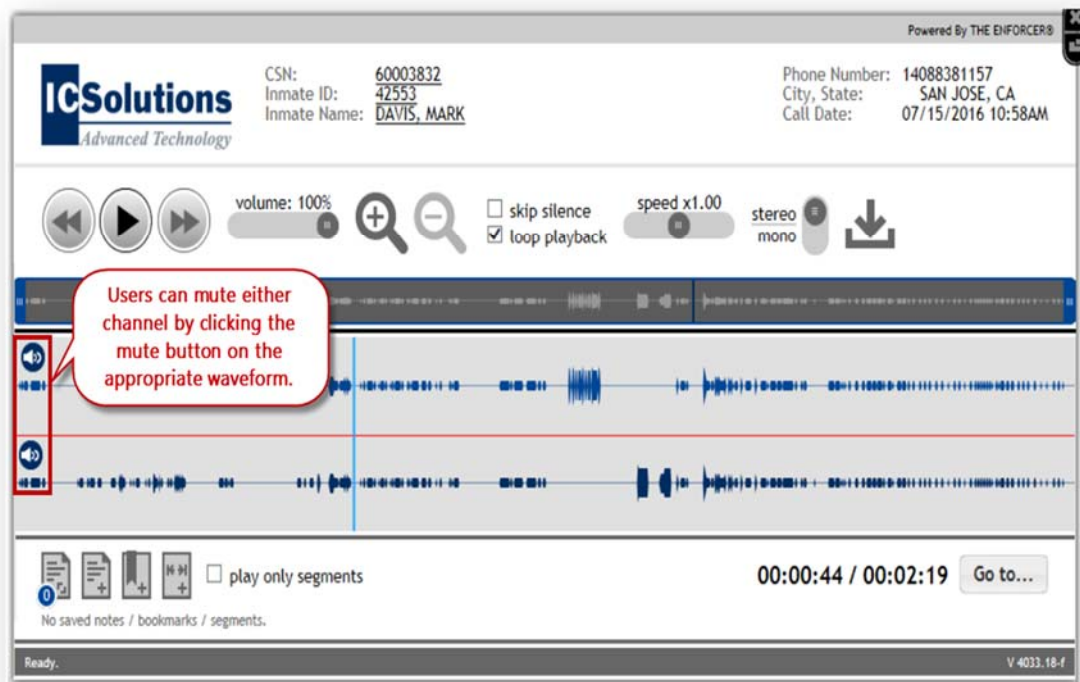 Powered By THE ENFORCER®
ICSolutions
Advanced Technology
CSN: 60003832
Inmate ID: 42553
Inmate Name: DAVIS, MARK
Phone Number: 14088381157
City, State: SAN JOSE, CA
Call Date: 07/15/2016 10:58AM
volume: 100%
skip silence
loop playback
speed x1.00
stereo
mono
Users can mute either
channel by clicking the
mute button on the
appropriate waveform.
0
play only segments
00:00:44 / 00:02:19
Go to...
No saved notes / bookmarks / segments.
Ready.
V 4033.18-f